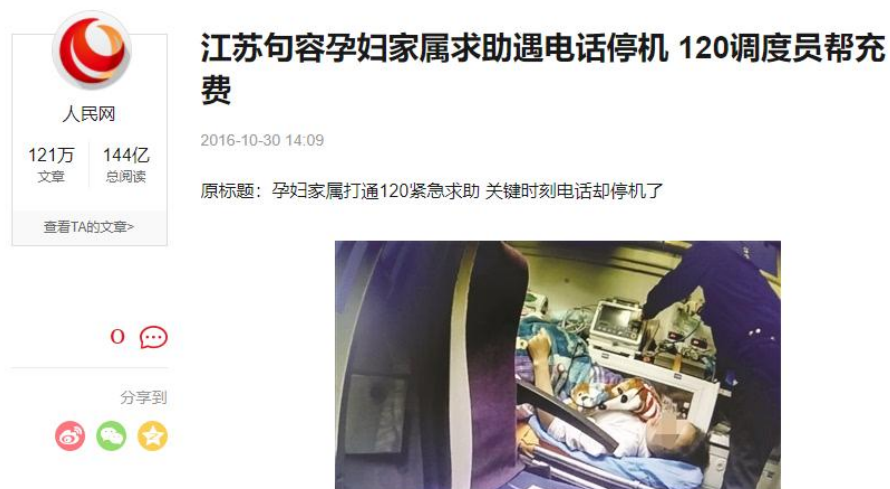 江苏句容孕妇家属求助遇电话停机 120调度员帮充
费
人民网
2016-10-30 14:09
121万 144亿
文章 总阅读
原标题：孕妇家属打通120紧急求助 关键时刻电话却停机了
查看TA的文章>
0
分享到